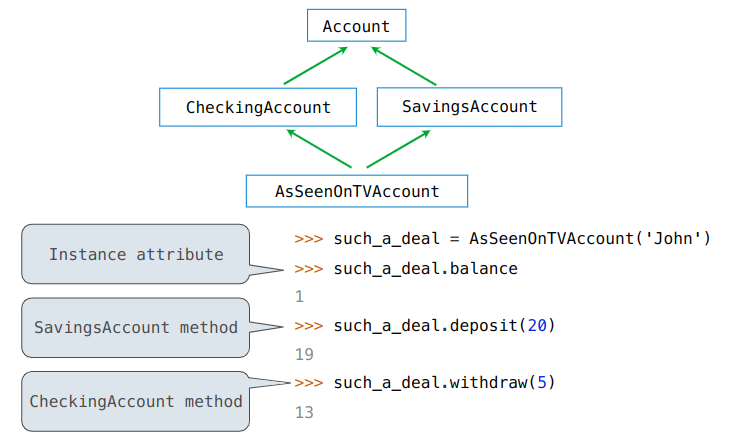 Account
CheckingAccount
SavingsAccount
AsSeenOnTVAccount
>>> such_a_deal = AsSeenOnTVAccount('John')
Instance attribute
>>> such_a_deal.balance
1
SavingsAccount method
>>> such_a_deal.deposit(20)
19
CheckingAccount method
>>> such_a_deal.withdraw(5)
13